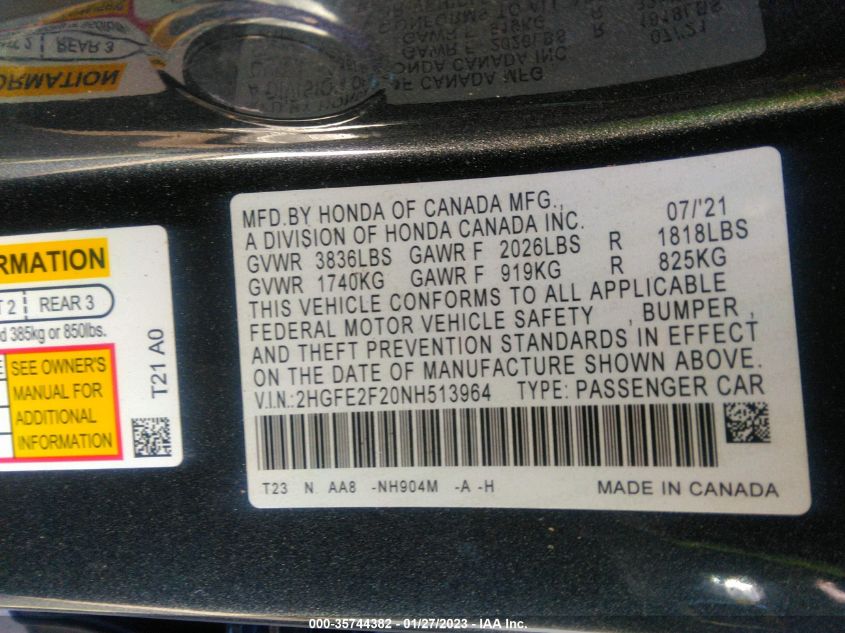 MFD.BY HONDA OF CANADA MFG., 07/'21
A DIVISION OF HONDA CANADA INC.
GVWR 3836LBS GAWR F 2026LBS R 1818LBS
GVWR 1740KG GAWR F 919KG R 825KG
THIS VEHICLE CONFORMS TO ALL APPLICABLE
FEDERAL MOTOR VEHICLE SAFETY , BUMPER ,
AND THEFT PREVENTION STANDARDS IN EFFECT
ON THE DATE OF MANUFACTURE SHOWN ABOVE.
V.I.N.:2HGFE2F20NH513964 TYPE: PASSENGER CAR
T23 N AA8 -NH904M -A -H MADE IN CANADA
RMATION
2 REAR 3
385kg or 850lbs.
SEE OWNER'S
MANUAL FOR
ADDITIONAL
INFORMATION
T21 A0
000-35744382 - 01/27/2023 - IAA Inc.